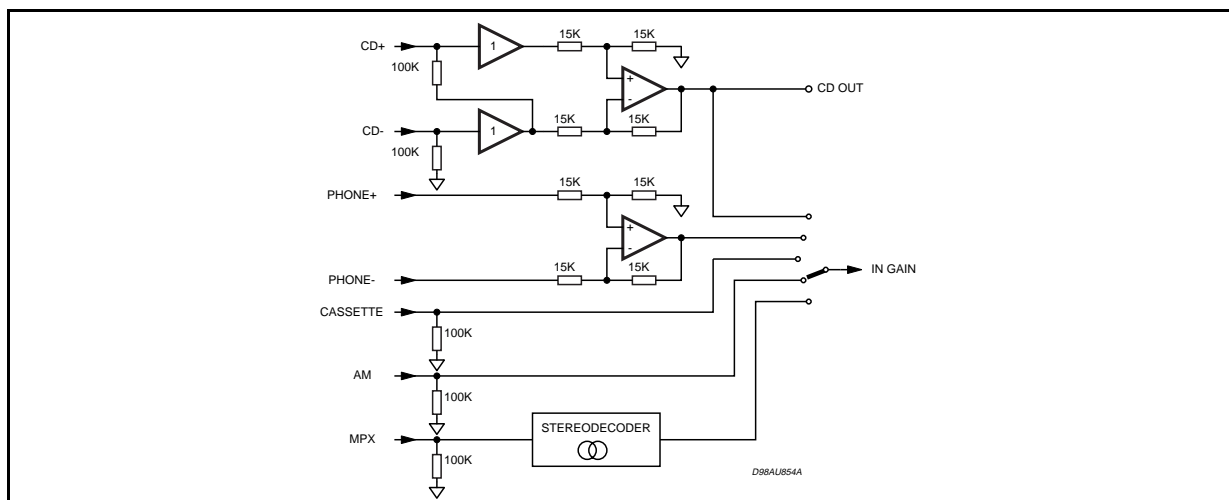 15K 15K
CD+ 1
100K
+
-
CD OUT
15K 15K
CD- 1
100K
15K 15K
PHONE+
+
-
15K 15K
IN GAIN
PHONE-
CASSETTE
100K
AM
100K
STEREODECODER
MPX
100K
D98AU854A